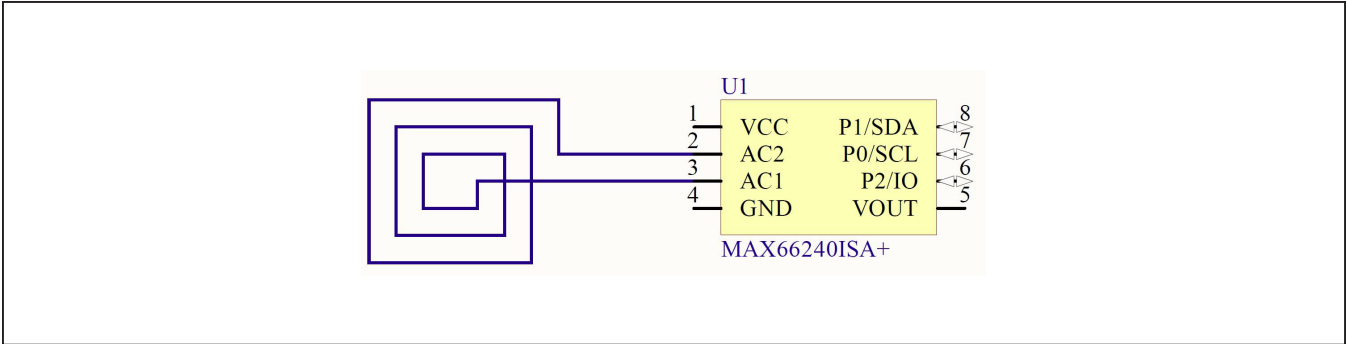 U1
1 VCC P1/SDA 8
2 AC2 P0/SCL 7
3 AC1 P2/IO 6
4 GND VOUT 5
MAX66240ISA+